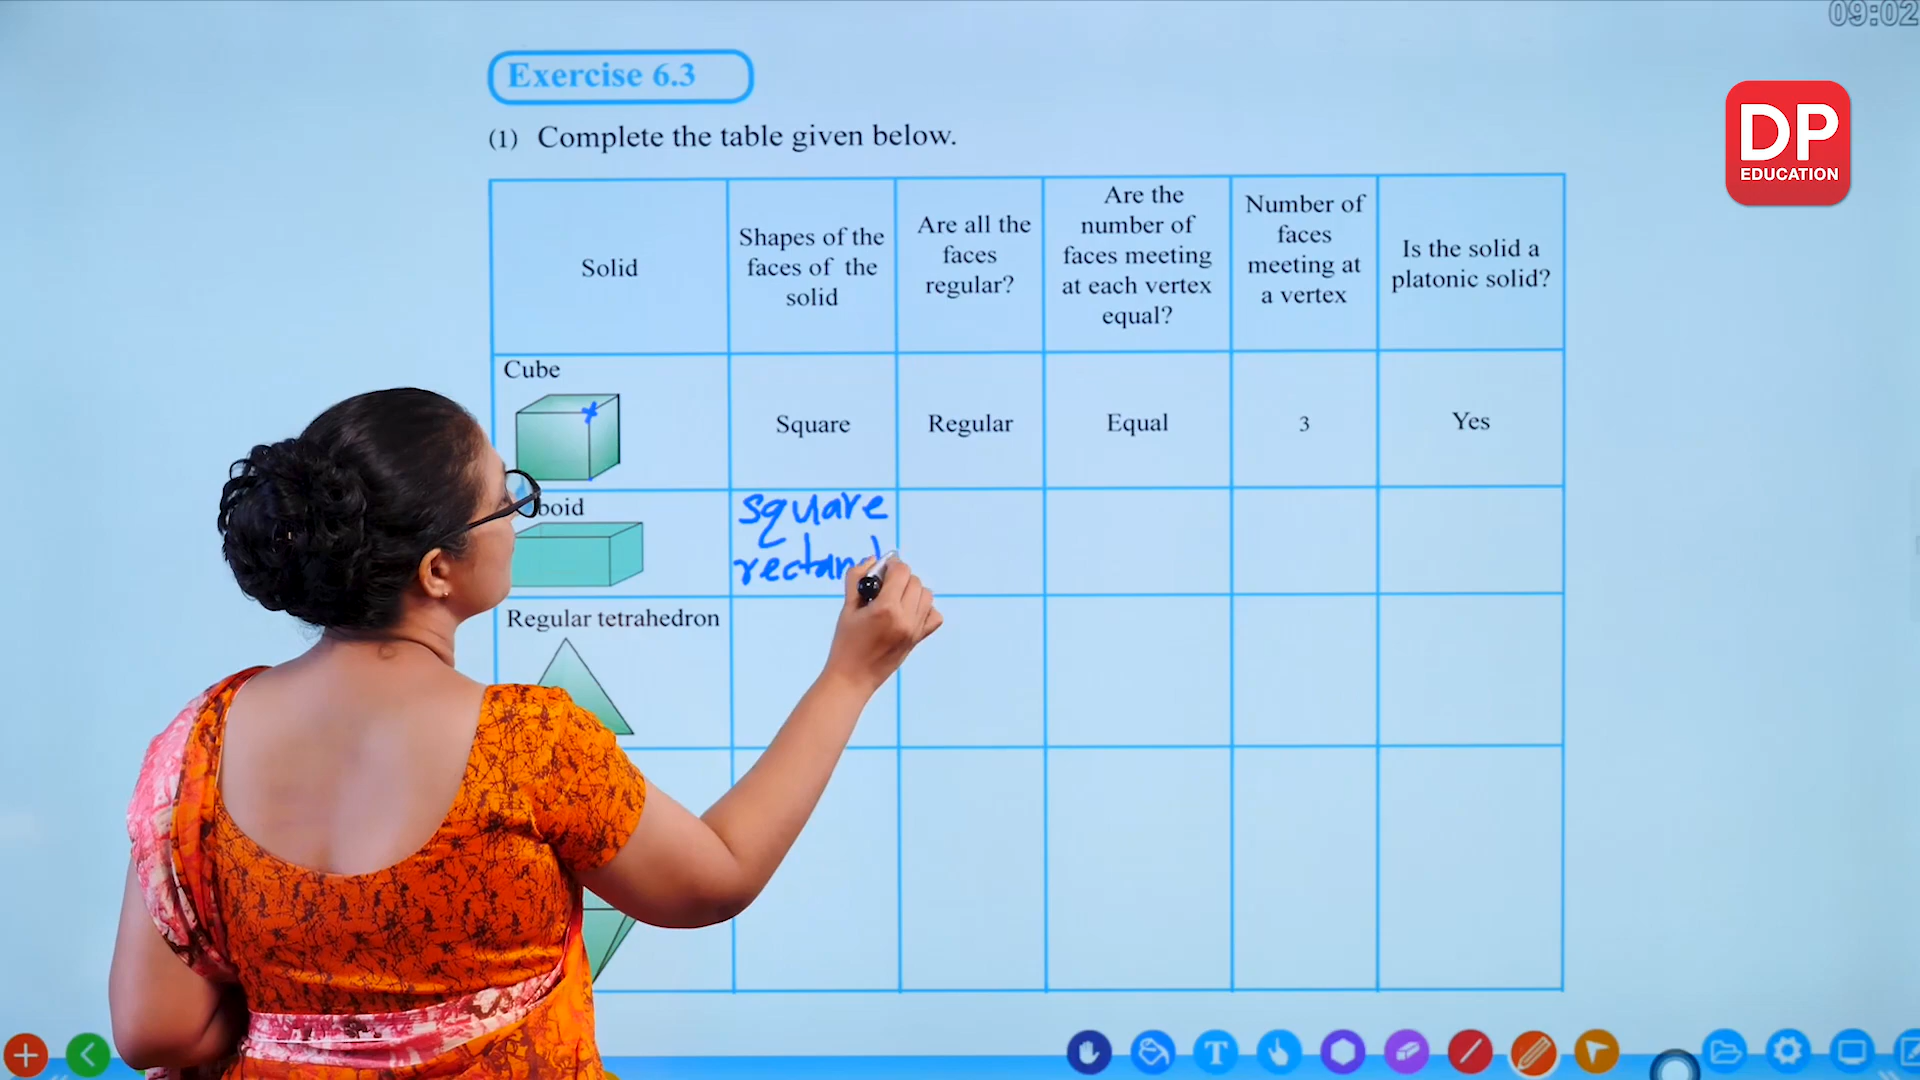 09:02
Exercise 6.3
DP
EDUCATION
(1) Complete the table given below.
Solid
Shapes of the
faces of the
solid
Are all the
faces
regular?
Are the
number of
faces meeting
at each vertex
equal?
Number of
faces
meeting at
a vertex
Is the solid a
platonic solid?
Cube
Square
Regular
Equal
3
Yes
square
Regular tetrahedron
T